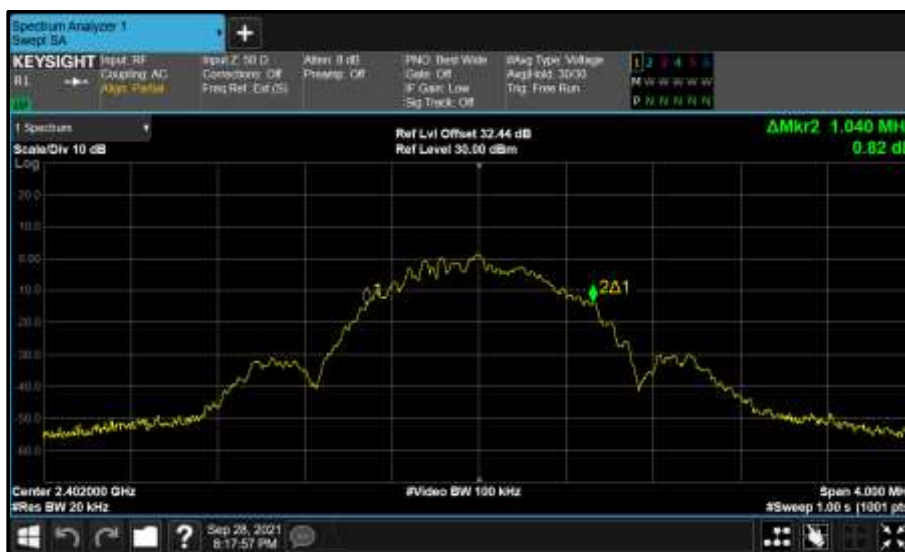 Spectrum Analyzer 1
Swept SA
+
KEYSIGHT
Input: RF
Coupling: AC
Align: Partial
Input Z: 50 Ω
Corrections: Off
Freq Ref: Ext (S)
Atten: 8 dB
Preamp: Off
PNO: Best Wide
Gate: Off
IF Gain: Low
Sig Track: Off
#Avg Type: Voltage
Avg|Hold: 30/30
Trig: Free Run
1 2 3 4 5 6
M W W W W W
P N N N N N
1 Spectrum
Scale/Div 10 dB
Ref Lvl Offset 32.44 dB
Ref Level 30.00 dBm
ΔMkr2 1.040 MH
0.82 d
Log
20.0
10.0
0.00
-10.0
-20.0
-30.0
-40.0
-50.0
-60.0
2Δ1
Center 2.402000 GHz
#Res BW 20 kHz
#Video BW 100 kHz
Span 4.000 MH
#Sweep 1.00 s (1001 pts
?
Sep 28, 2021
8:17:57 PM